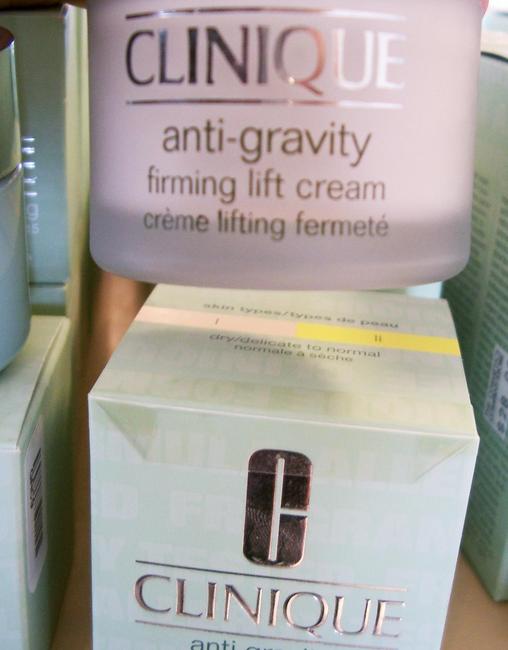 CLINIQUE
anti-gravity
firming lift cream
crème lifting fermeté
skin types/types de peau
I II
dry/delicate to normal
normale à sèche
C
CLINIQUE